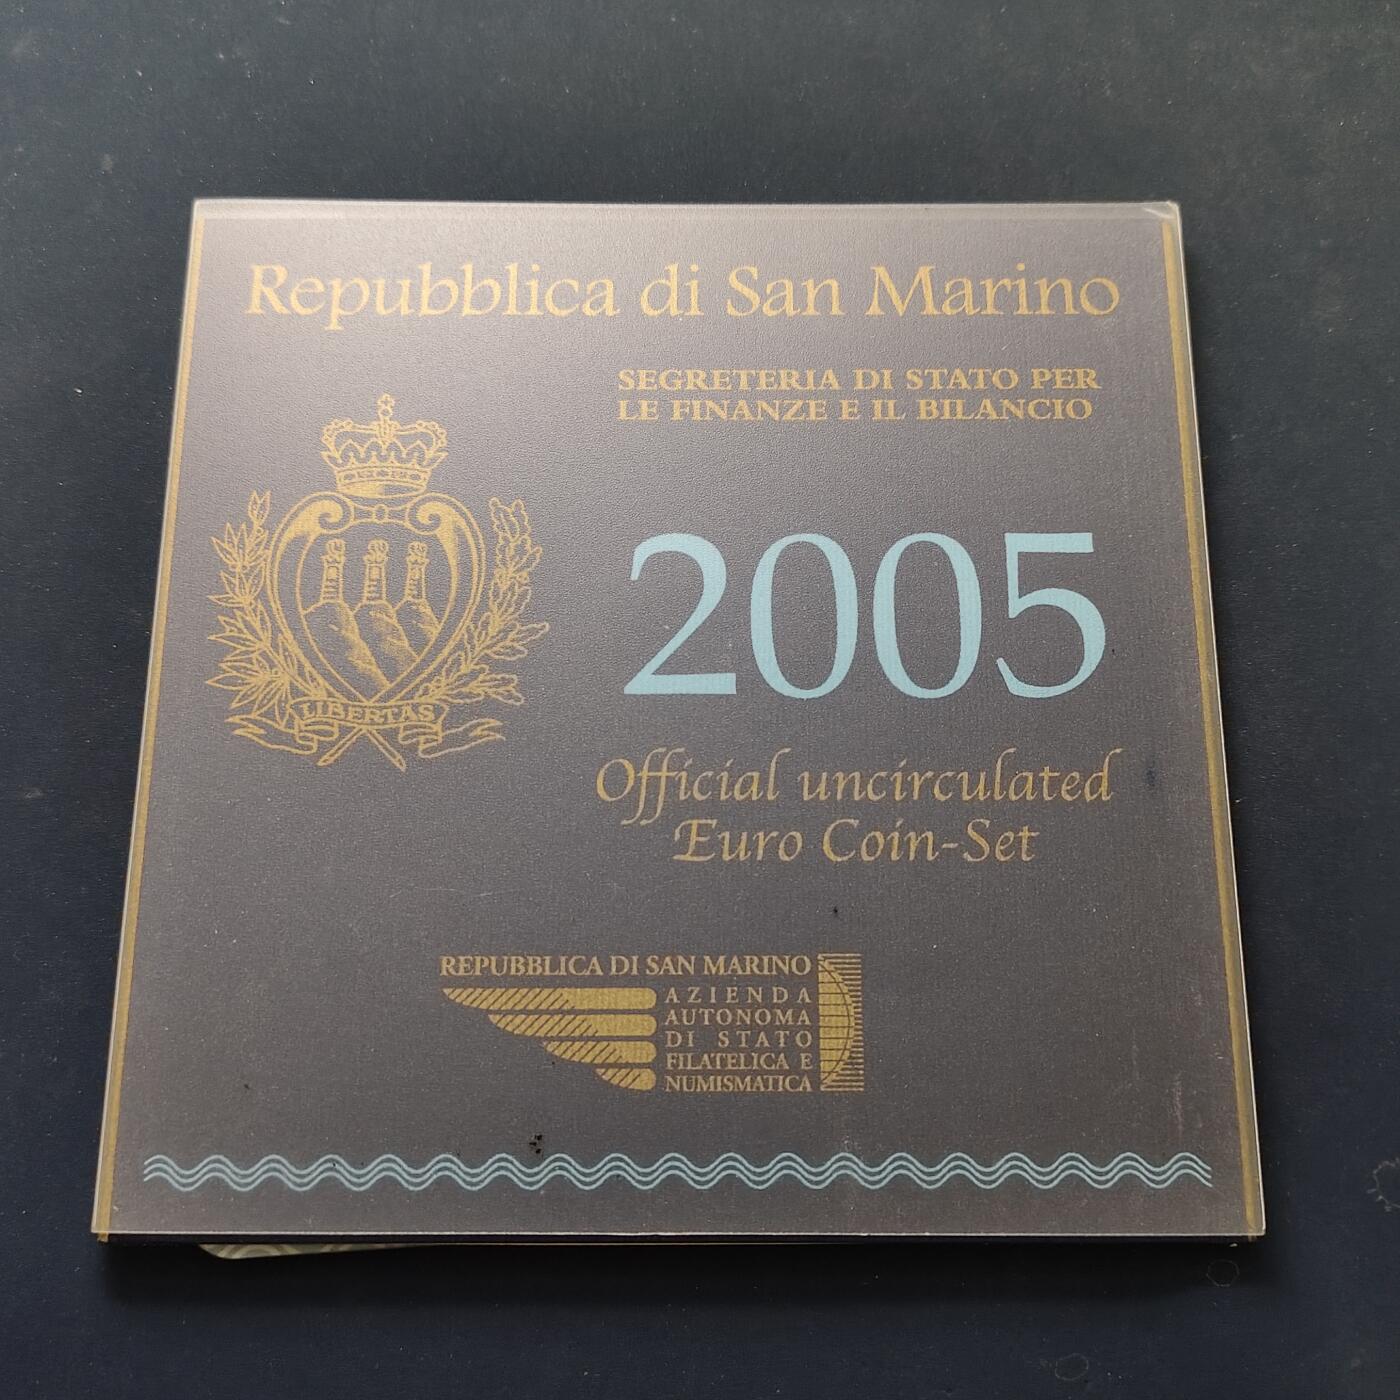 Repubblica di San Marino
SEGRETERIA DI STATO PER
LE FINANZE E IL BILANCIO
LIBERTAS
2005
Official uncirculated
Euro Coin-Set
REPUBBLICA DI SAN MARINO
AZIENDA
AUTONOMA
DI STATO
FILATELICA E
NUMISMATICA